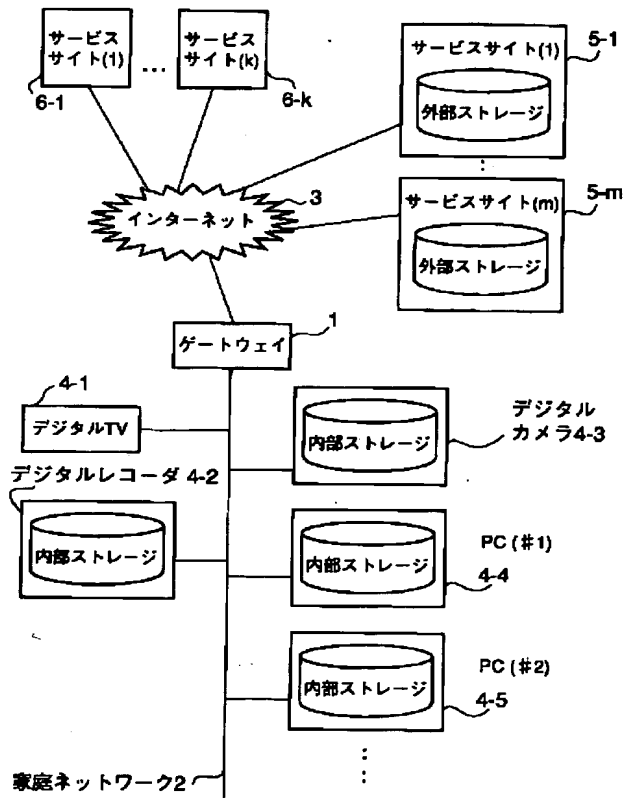 サービス
サイト(1)
…
サービス
サイト(k)
6-1
6-k
サービスサイト(1)
5-1
外部ストレージ
サービスサイト(m)
5-m
外部ストレージ
インターネット
3
ゲートウェイ
1
4-1
デジタルTV
デジタルレコーダ 4-2
内部ストレージ
内部ストレージ
デジタル
カメラ4-3
内部ストレージ
PC (#1)
4-4
内部ストレージ
PC (#2)
4-5
家庭ネットワーク2